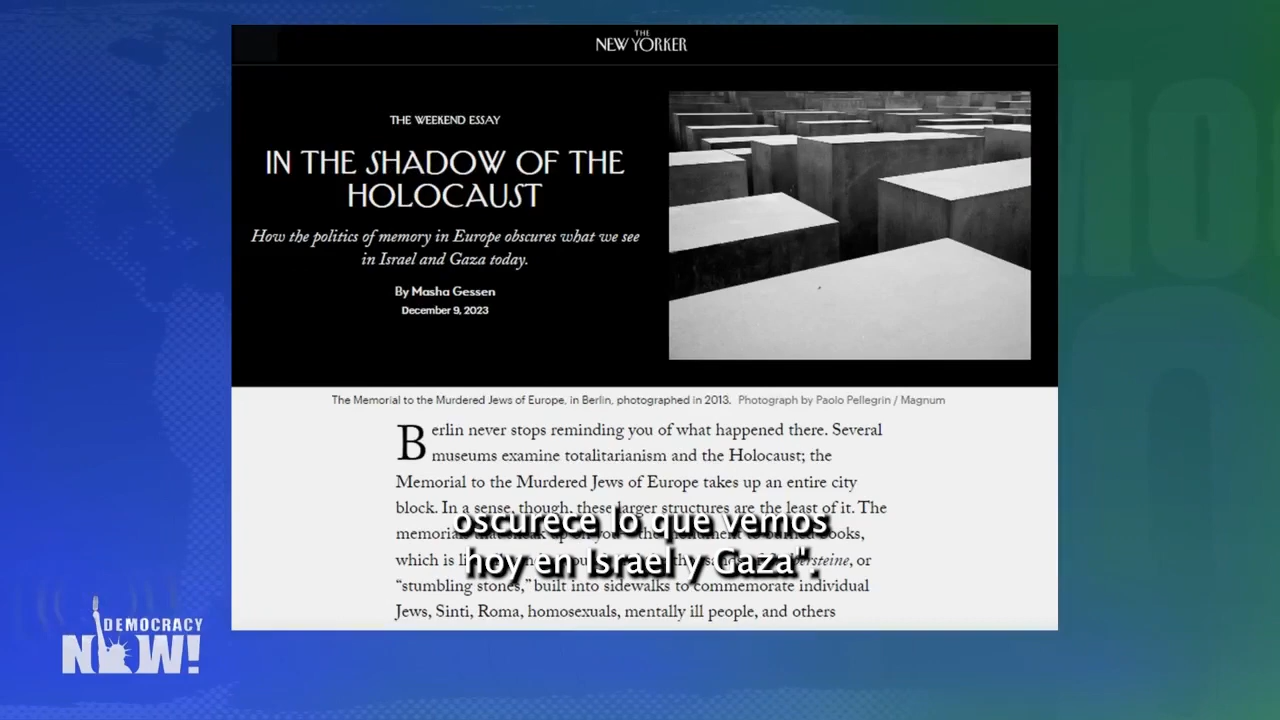 THE
NEW YORKER
THE WEEKEND ESSAY
IN THE SHADOW OF THE
HOLOCAUST
How the politics of memory in Europe obscures what we see
in Israel and Gaza today.
By Masha Gessen
December 9, 2023
The Memorial to the Murdered Jews of Europe, in Berlin, photographed in 2013. Photograph by Paolo Pellegrin / Magnum
Berlin never stops reminding you of what happened there. Several
museums examine totalitarianism and the Holocaust; the
Memorial to the Murdered Jews of Europe takes up an entire city
block. In a sense, though, these larger structures are the least of it. The
which is
or
"stumbling stones," built into sidewalks to commemorate individual
Jews, Sinti, Roma, homosexuals, mentally ill people, and others
oscurece lo que vemos
hoy en Israel y Gaza".
DEMOCRACY
NOW!